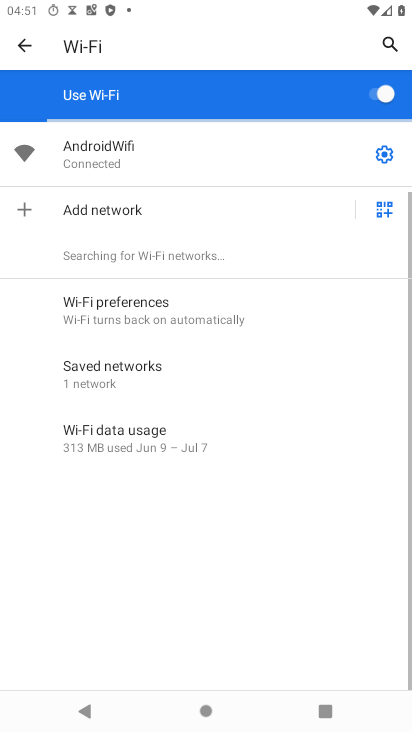 04:51
Wi-Fi
Use Wi-Fi
AndroidWifi
Connected
Add network
Searching for Wi-Fi networks…
Wi-Fi preferences
Wi-Fi turns back on automatically
Saved networks
1 network
Wi-Fi data usage
313 MB used Jun 9 – Jul 7